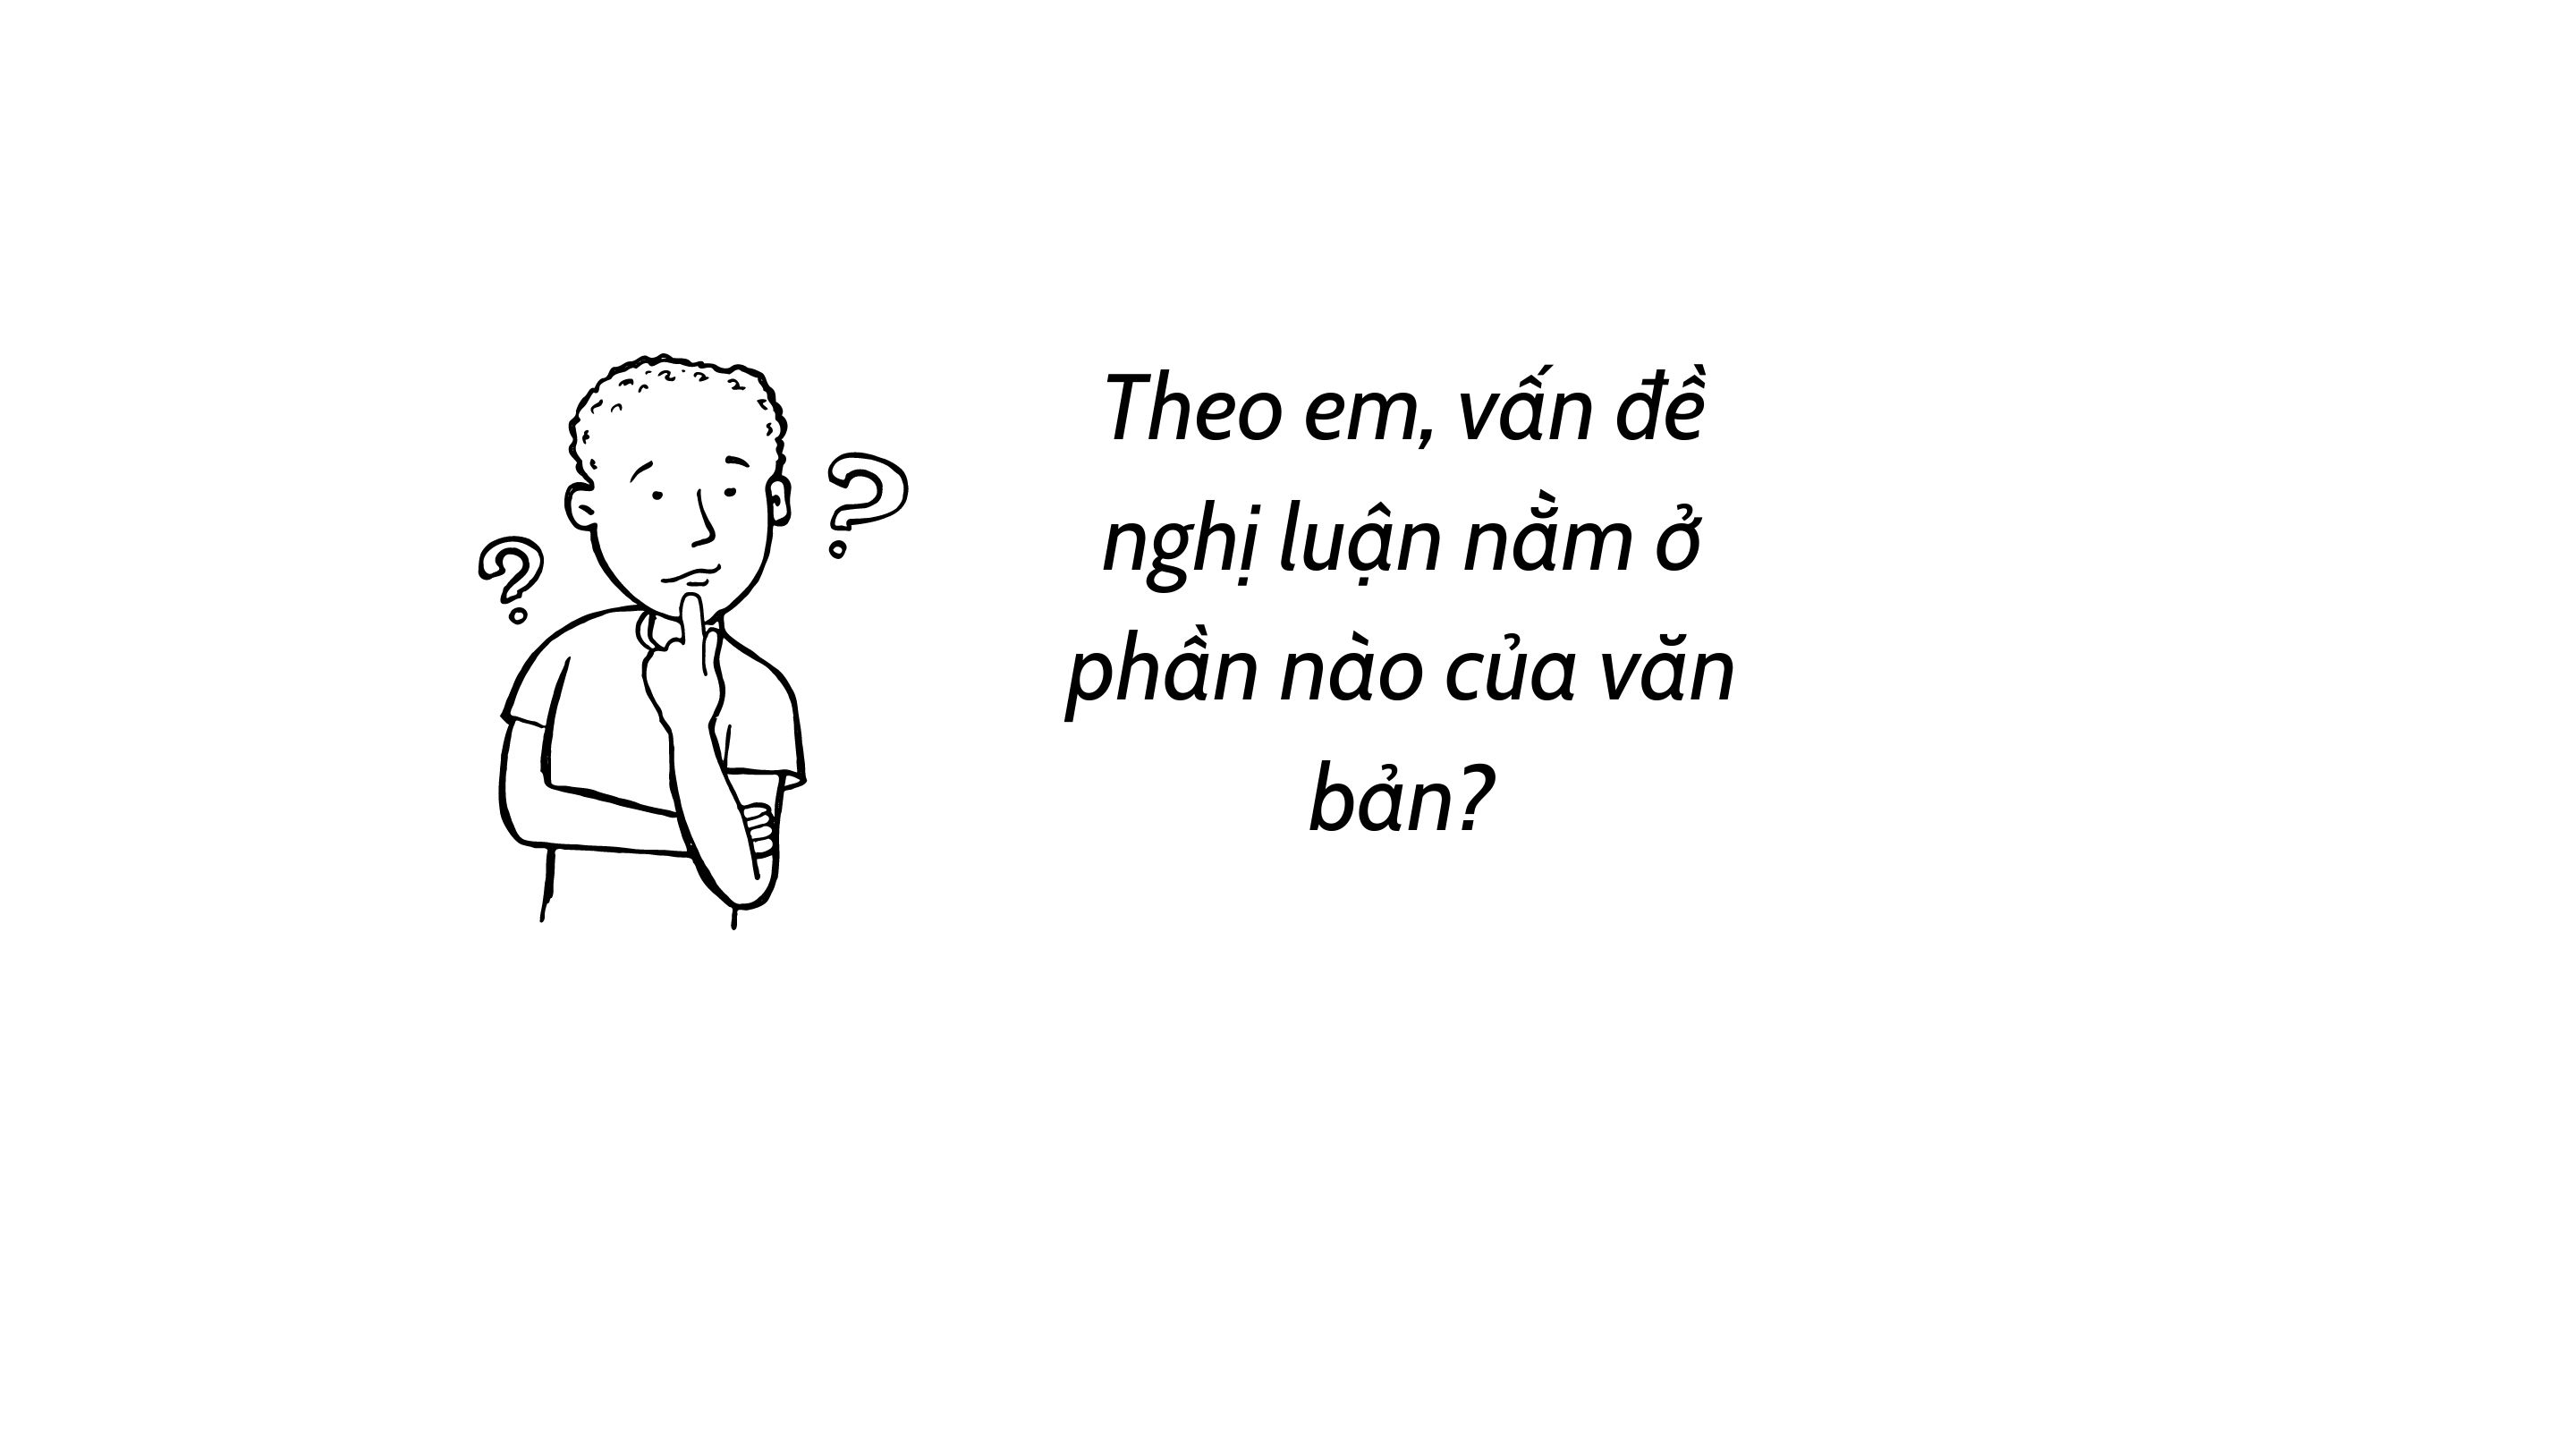 Theo em, vấn đề
nghị luận nằm ở
phần nào của văn
bản?